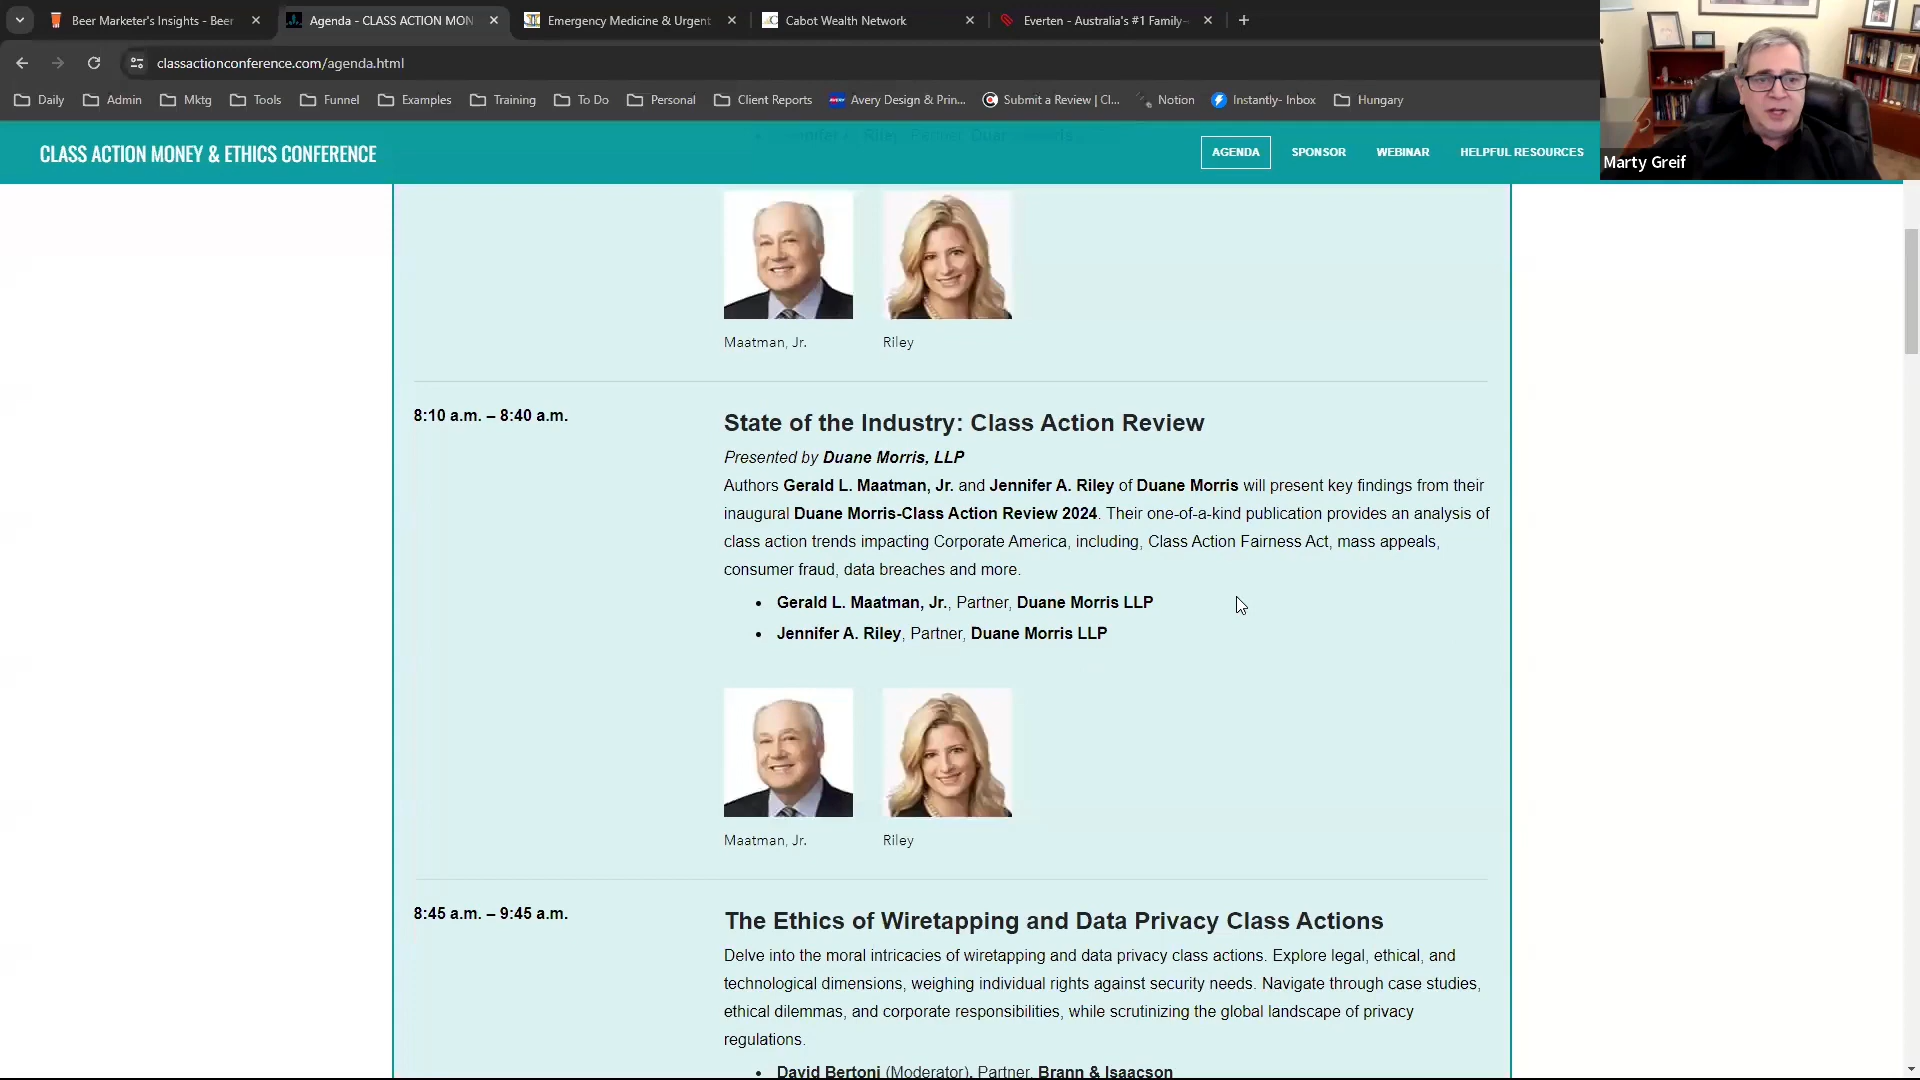 Beer Marketer's Insights - Beer
Agenda - CLASS ACTION MON
Emergency Medicine & Urgent
Cabot Wealth Network
Everten - Australia's #1 Family-
classactionconference.com/agenda.html
Daily
Admin
Mktg
Tools
Funnel
Examples
Training
To Do
Personal
Client Reports
Avery Design & Prin...
Submit a Review | Cl...
Notion
Instantly- Inbox
Hungary
Marty Greif
CLASS ACTION MONEY & ETHICS CONFERENCE
AGENDA
SPONSOR
WEBINAR
HELPFUL RESOURCES
Maatman, Jr.
Riley
8:10 a.m. – 8:40 a.m.
State of the Industry: Class Action Review
Presented by Duane Morris, LLP
Authors Gerald L. Maatman, Jr. and Jennifer A. Riley of Duane Morris will present key findings from their
inaugural Duane Morris-Class Action Review 2024. Their one-of-a-kind publication provides an analysis of
class action trends impacting Corporate America, including, Class Action Fairness Act, mass appeals,
consumer fraud, data breaches and more.
• Gerald L. Maatman, Jr., Partner, Duane Morris LLP
• Jennifer A. Riley, Partner, Duane Morris LLP
Maatman, Jr.
Riley
8:45 a.m. – 9:45 a.m.
The Ethics of Wiretapping and Data Privacy Class Actions
Delve into the moral intricacies of wiretapping and data privacy class actions. Explore legal, ethical, and
technological dimensions, weighing individual rights against security needs. Navigate through case studies,
ethical dilemmas, and corporate responsibilities, while scrutinizing the global landscape of privacy
regulations.
• David Bertoni (Moderator), Partner, Brann & Isaacson